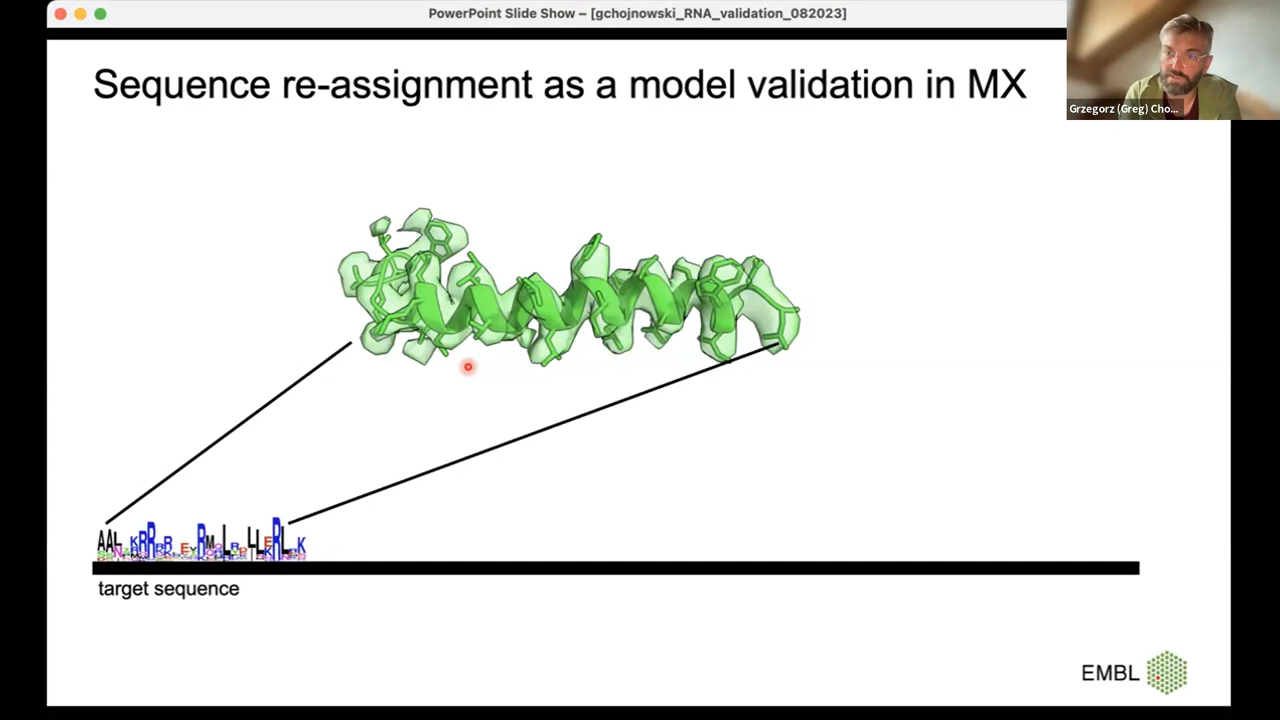 PowerPoint Slide Show – [gchojnowski_RNA_validation_082023]
Grzegorz (Greg) Cho...
Sequence re-assignment as a model validation in MX
target sequence
EMBL